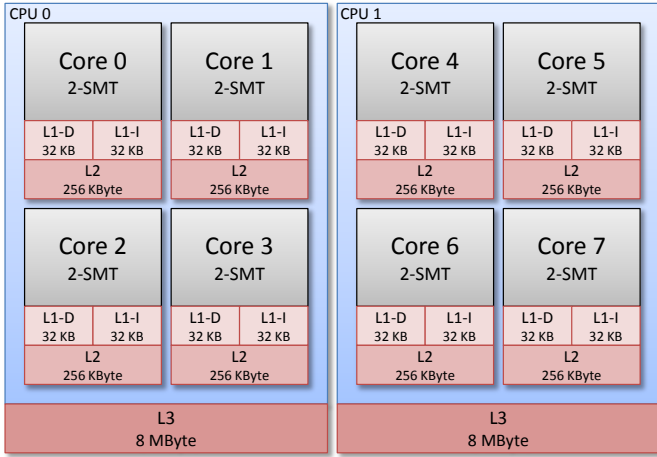 CPU 0
Core 0
2-SMT
L1-D
32 KB
L1-I
32 KB
L2
256 KByte
Core 1
2-SMT
L1-D
32 KB
L1-I
32 KB
L2
256 KByte
Core 2
2-SMT
L1-D
32 KB
L1-I
32 KB
L2
256 KByte
Core 3
2-SMT
L1-D
32 KB
L1-I
32 KB
L2
256 KByte
L3
8 MByte
CPU 1
Core 4
2-SMT
L1-D
32 KB
L1-I
32 KB
L2
256 KByte
Core 5
2-SMT
L1-D
32 KB
L1-I
32 KB
L2
256 KByte
Core 6
2-SMT
L1-D
32 KB
L1-I
32 KB
L2
256 KByte
Core 7
2-SMT
L1-D
32 KB
L1-I
32 KB
L2
256 KByte
L3
8 MByte